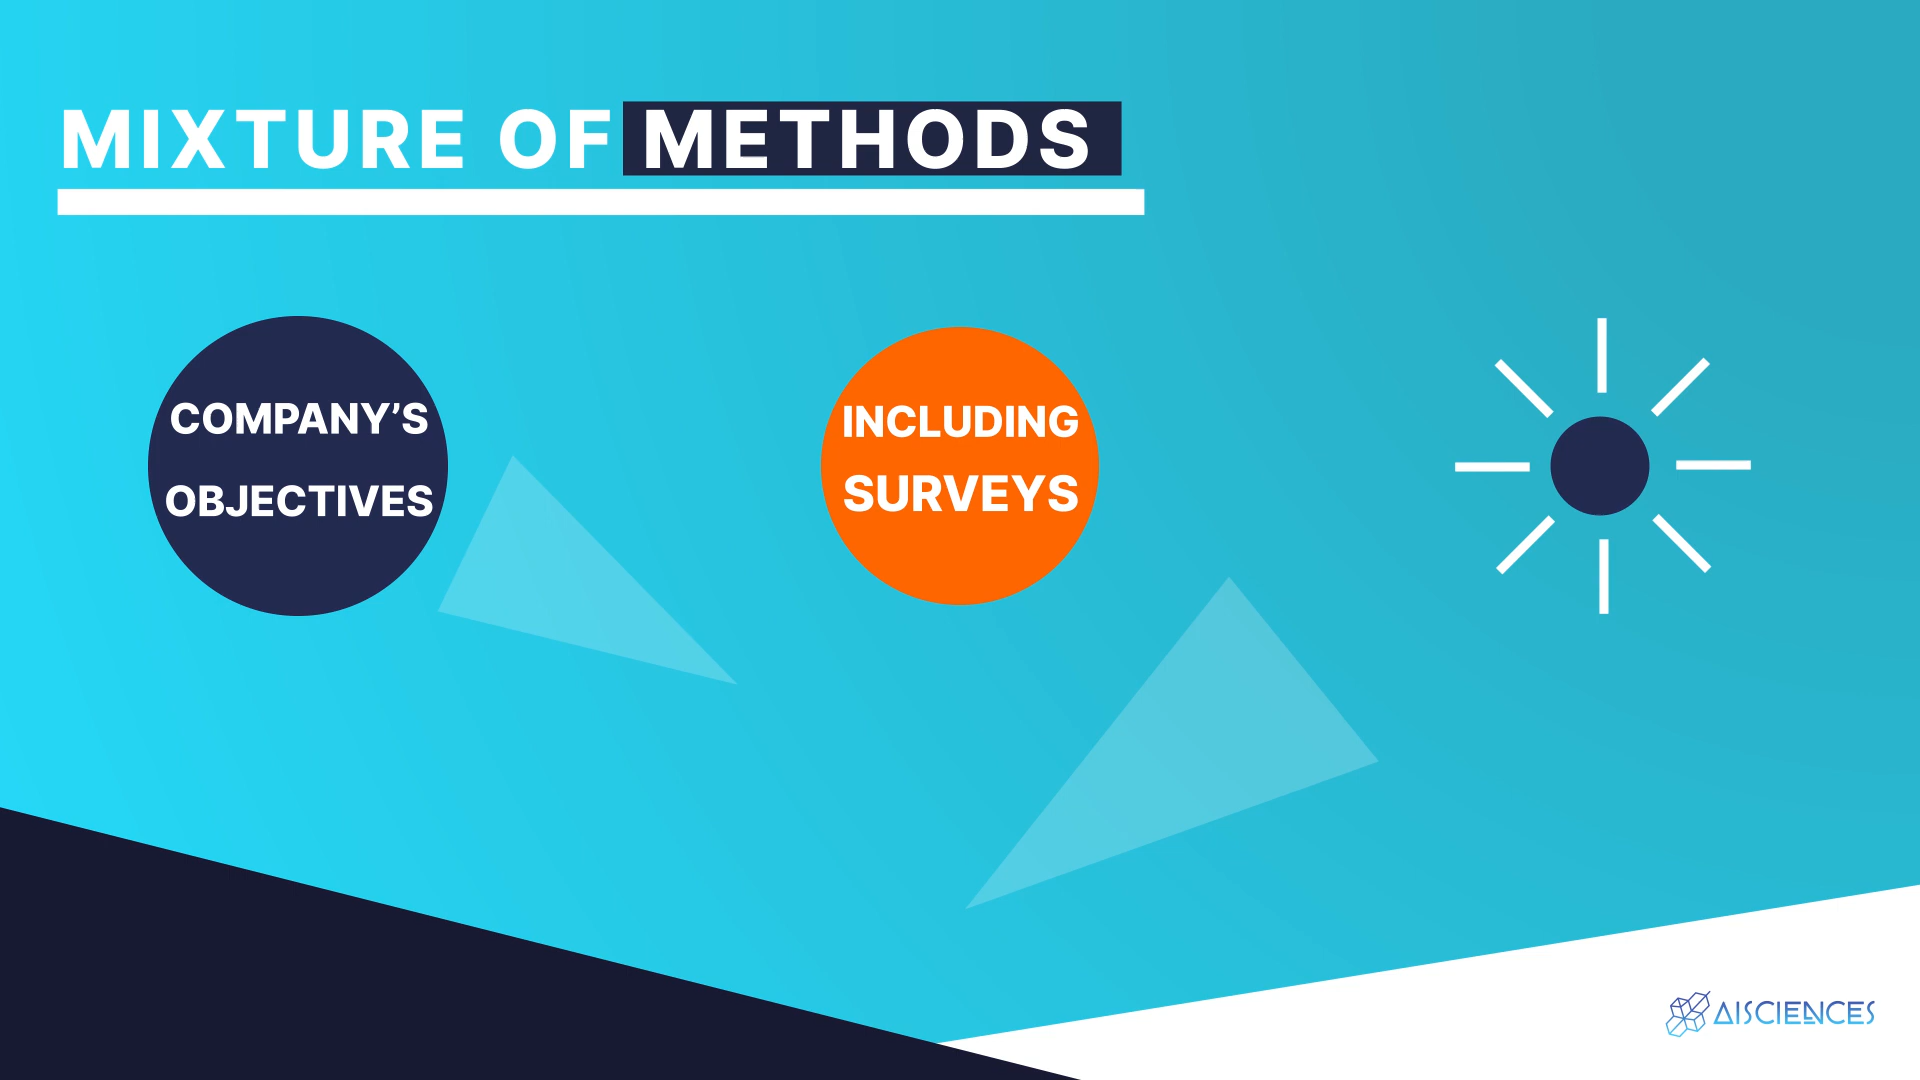 MIXTURE OF METHODS
COMPANY’S
OBJECTIVES
INCLUDING
SURVEYS
AISCIENCES